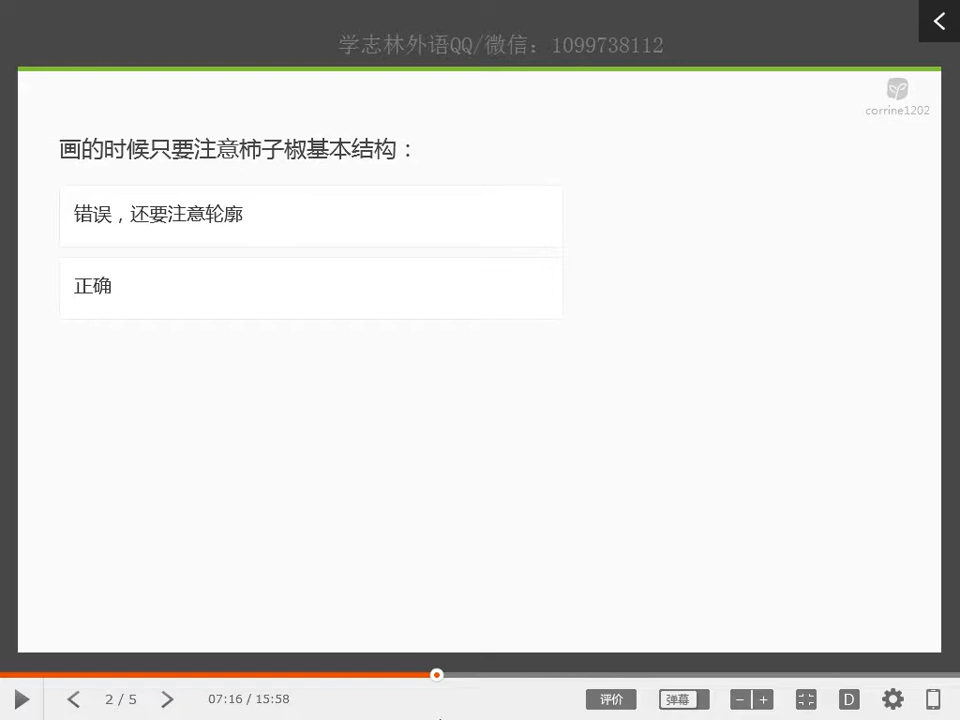 学志林外语QQ/微信：1099738112
corrine1202
画的时候只要注意柿子椒基本结构：
错误，还要注意轮廓
正确
2 / 5
07:16 / 15:58
评价
弹幕
D